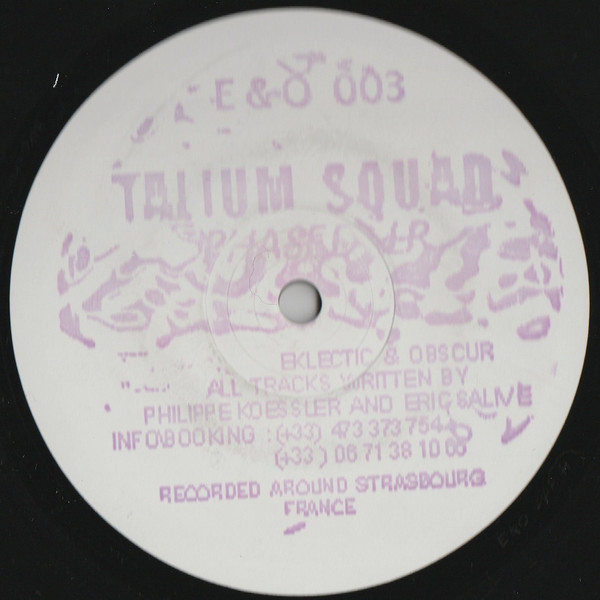 E & O 003
TALIUM SQUAD
EKLECTIC & OBSCUR
ALL TRACKS WRITTEN BY
PHILIPPE KOESSLER AND ERIC SALIVE
INFO\BOOKING : (+33) 473 373 754
(+33) 06 71 38 10 66
RECORDED AROUND STRASBOURG
FRANCE